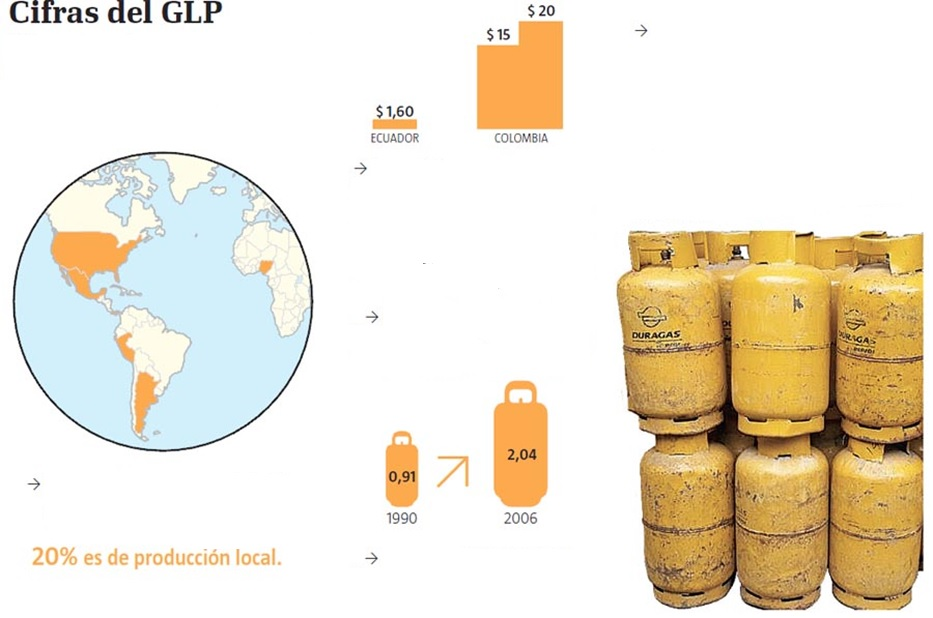 Cifras del GLP
$ 20
$ 15
$ 1,60
ECUADOR
COLOMBIA
0,91
2,04
1990
2006
20% es de producción local.
DURAGAS
DURAGAS